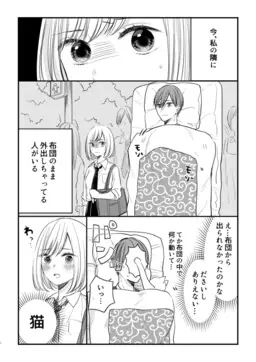 今、私の隣に
布団のまま
外出しちゃってる
人がいる
モゾ
モゾ
え…布団から
出られなかったのかな
ださいし
ありえない…
てか布団の中で
何か動いて…
いっ…
わっ
猫